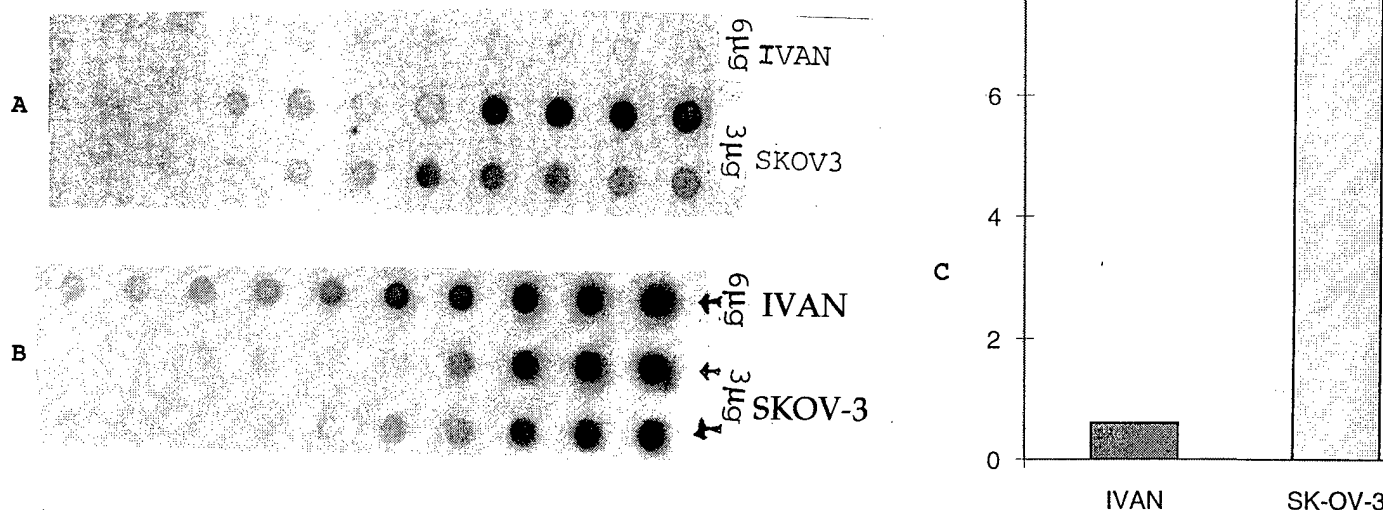 A
6µg IVAN
3µg SKOV3
B
6µg IVAN
3µg SKOV-3
C
6
4
2
0
IVAN SK-OV-3